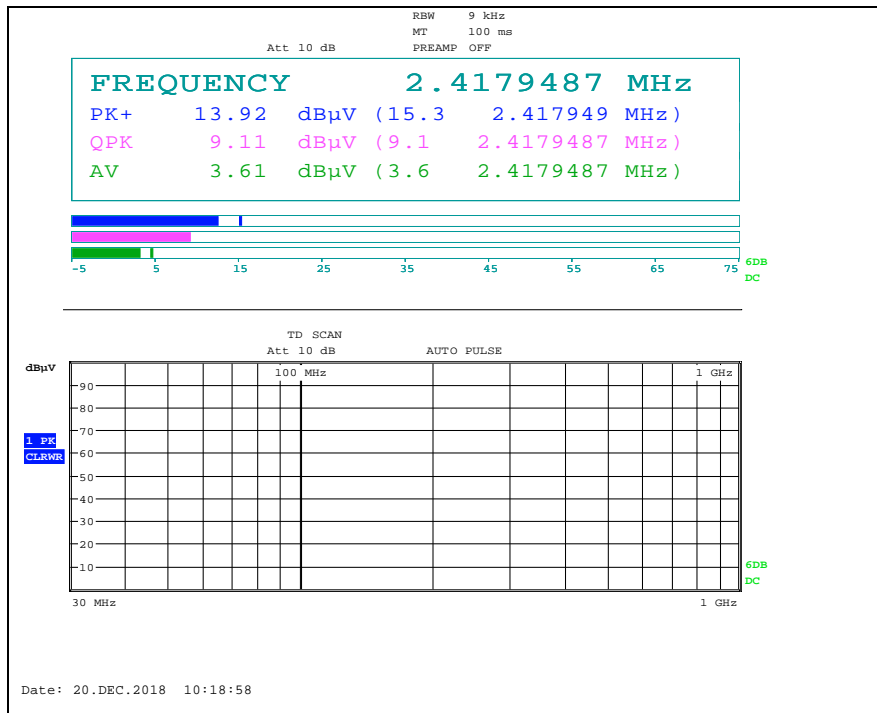 RBW 9 kHz
MT 100 ms
Att 10 dB PREAMP OFF
FREQUENCY 2.4179487 MHz
PK+ 13.92 dBµV (15.3 2.417949 MHz)
QPK 9.11 dBµV (9.1 2.4179487 MHz)
AV 3.61 dBµV (3.6 2.4179487 MHz)
-5 5 15 25 35 45 55 65 75
6DB
DC
TD SCAN
Att 10 dB AUTO PULSE
dBµV
100 MHz 1 GHz
90
80
70
1 PK
CLRWR
60
50
40
30
20
10
6DB
DC
30 MHz 1 GHz
Date: 20.DEC.2018 10:18:58